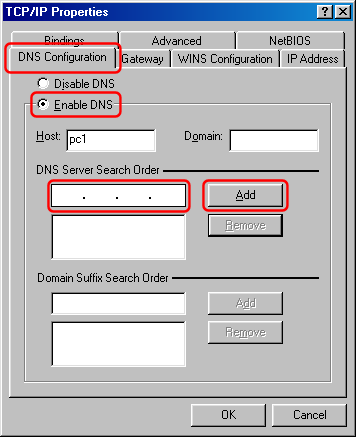 TCP/IP Properties
Bindings Advanced NetBIOS
DNS Configuration Gateway WINS Configuration IP Address
Disable DNS
Enable DNS
Host: pc1 Domain:
DNS Server Search Order
. . . Add
Remove
Domain Suffix Search Order
Add
Remove
OK Cancel